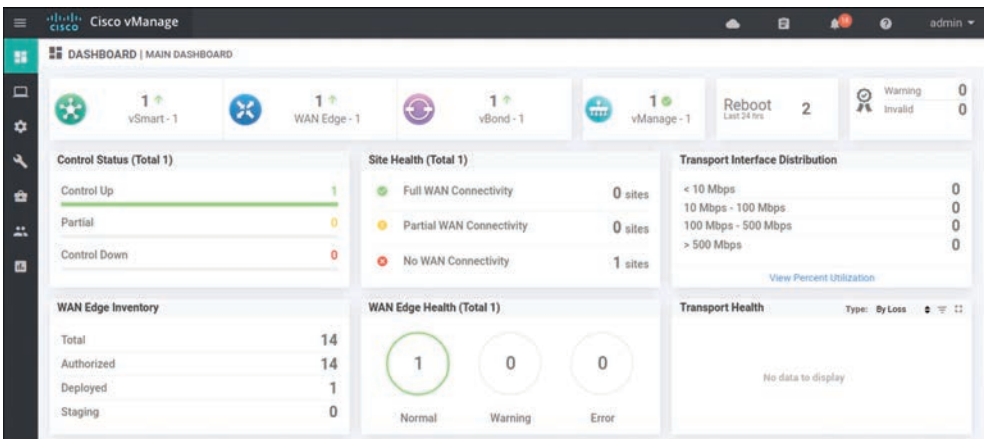 CISCO Cisco vManage 16 admin
DASHBOARD | MAIN DASHBOARD
1 vSmart - 1
1 WAN Edge - 1
1 vBond - 1
1 vManage - 1
Reboot Last 24 hrs 2
Warning 0
Invalid 0
Control Status (Total 1)
Control Up 1
Partial 0
Control Down 0
Site Health (Total 1)
Full WAN Connectivity 0 sites
Partial WAN Connectivity 0 sites
No WAN Connectivity 1 sites
Transport Interface Distribution
< 10 Mbps 0
10 Mbps - 100 Mbps 0
100 Mbps - 500 Mbps 0
> 500 Mbps 0
View Percent Utilization
WAN Edge Inventory
Total 14
Authorized 14
Deployed 1
Staging 0
WAN Edge Health (Total 1)
1 0 0
Normal Warning Error
Transport Health Type: By Loss
No data to display